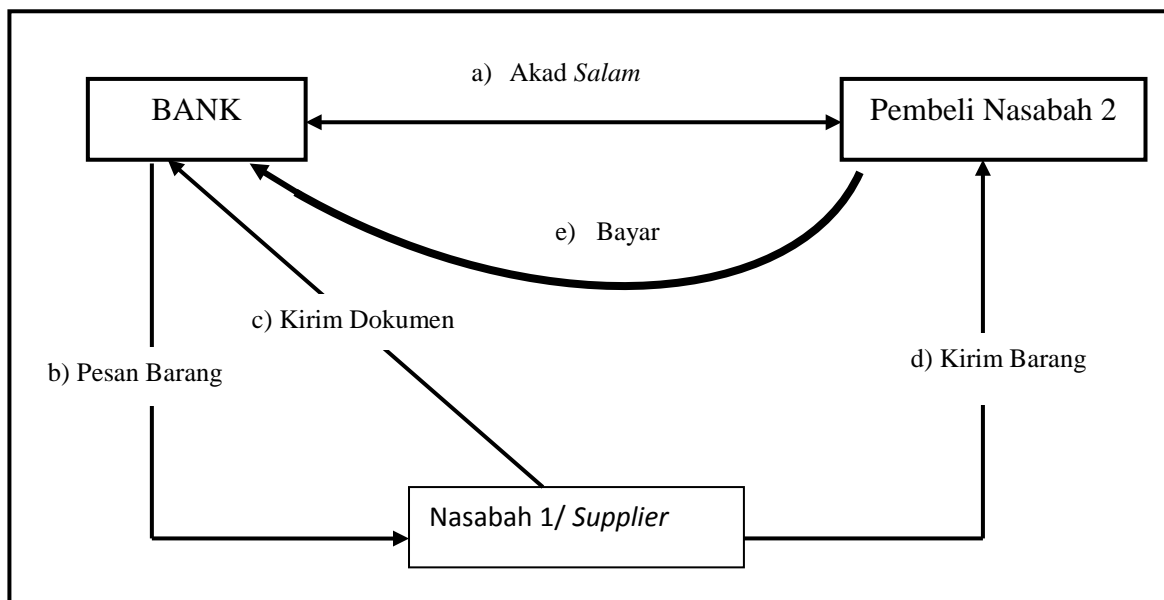 a) Akad Salam
BANK
Pembeli Nasabah 2
e) Bayar
c) Kirim Dokumen
b) Pesan Barang
d) Kirim Barang
Nasabah 1/ Supplier